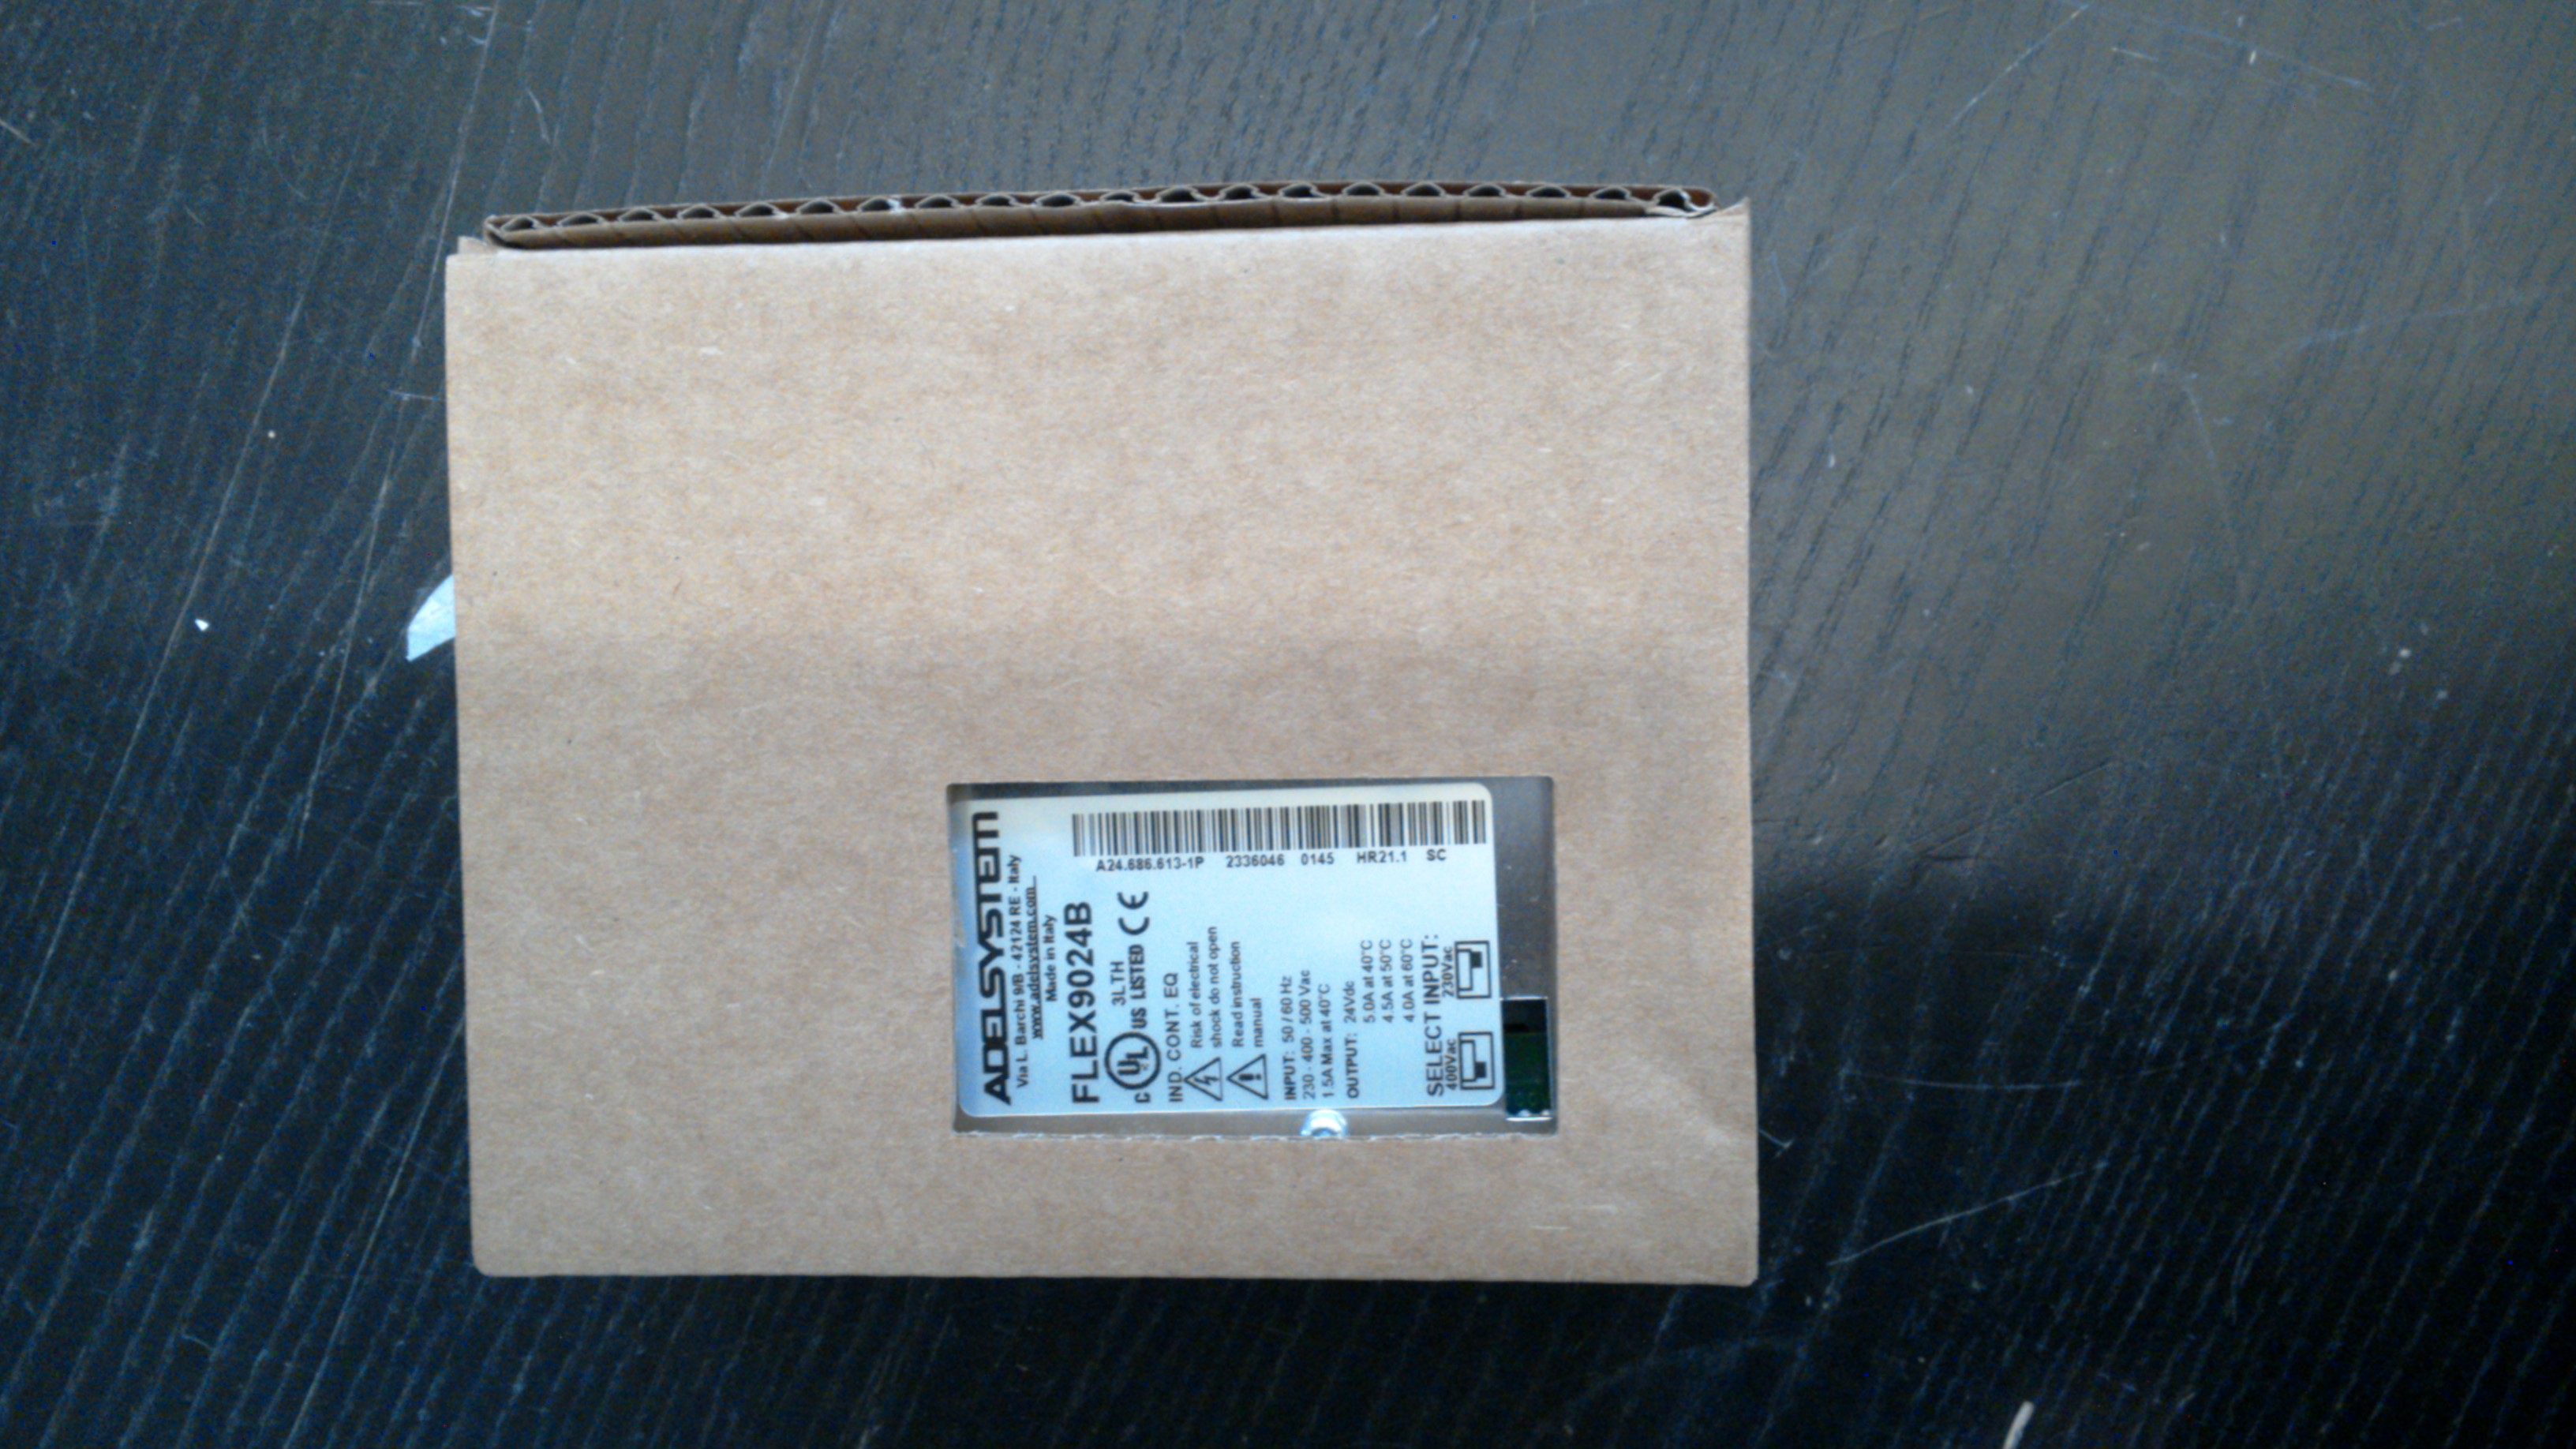 ADELSYSTEM
Via L. Barchi 9/B - 42124 RE - Italy
www.adelsystem.com
Made in Italy
FLEX9024B
A24.686.613-1P 2336046 0145 HR21.1 SC
C UL US LISTED CE
3LTH
IND. CONT. EQ
Risk of electrical
shock do not open
Read instruction
manual
INPUT: 50 / 60 Hz
230 - 400 - 500 Vac
1.5A Max at 40°C
OUTPUT: 24Vdc
5.0A at 40°C
4.5A at 50°C
4.0A at 60°C
SELECT INPUT:
400Vac 230Vac